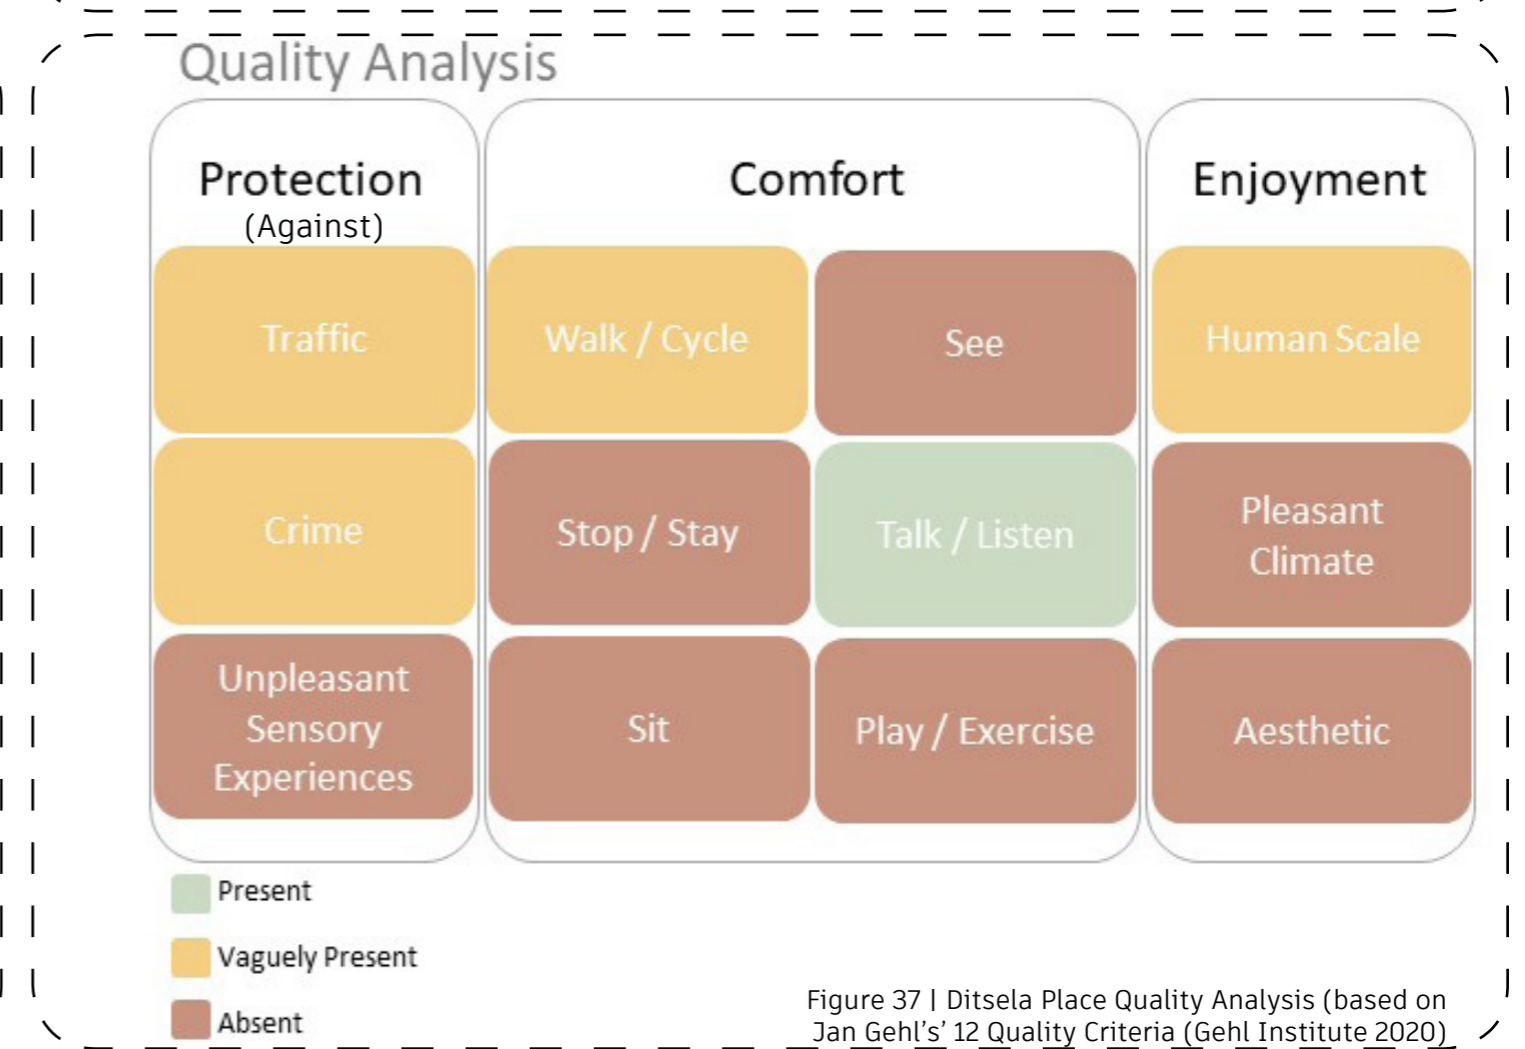 Quality Analysis
Protection
(Against)
Traffic
Crime
Unpleasant
Sensory
Experiences
Comfort
Walk / Cycle
See
Stop / Stay
Talk / Listen
Sit
Play / Exercise
Enjoyment
Human Scale
Pleasant
Climate
Aesthetic
Present
Vaguely Present
Absent
Figure 37 | Ditsela Place Quality Analysis (based on
Jan Gehl’s’ 12 Quality Criteria (Gehl Institute 2020)